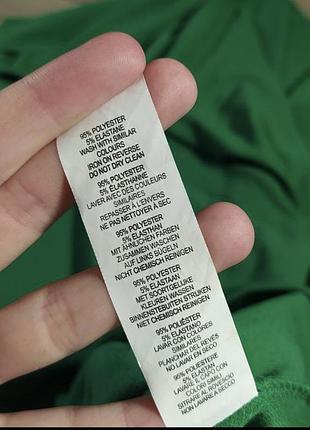 95% POLYESTER
5% ELASTANE
WASH WITH SIMILAR
COLOURS
IRON ON REVERSE
DO NOT DRY CLEAN
95% POLYESTER
5% ELASTHANNE
LAVER AVEC DES COULEURS
SIMILAIRES
REPASSER À L'ENVERS
NE PAS NETTOYER À SEC
95% POLYESTER
5% ELASTHAN
MIT ÄHNLICHEN FARBEN
ZUSAMMEN WASCHEN
AUF LINKS BÜGELN
NICHT CHEMISCH REINIGEN
95% POLYESTER
5% ELASTAAN
MET SOORTGELIJKE
KLEUREN WASSEN
BINNENSTEBUITEN STRIJKEN
NIET CHEMISCH REINIGEN
95% POLIÉSTER
5% ELASTANO
LAVAR CON COLORES
SIMILARES
PLANCHAR DEL REVÉS
NO LAVAR EN SECO
95% POLIESTERE
5% ELASTAN
LAVARE CAPO CON
COLORI SIMILI
STIRARE AL ROVESCIO
NON LAVARE A SECCO